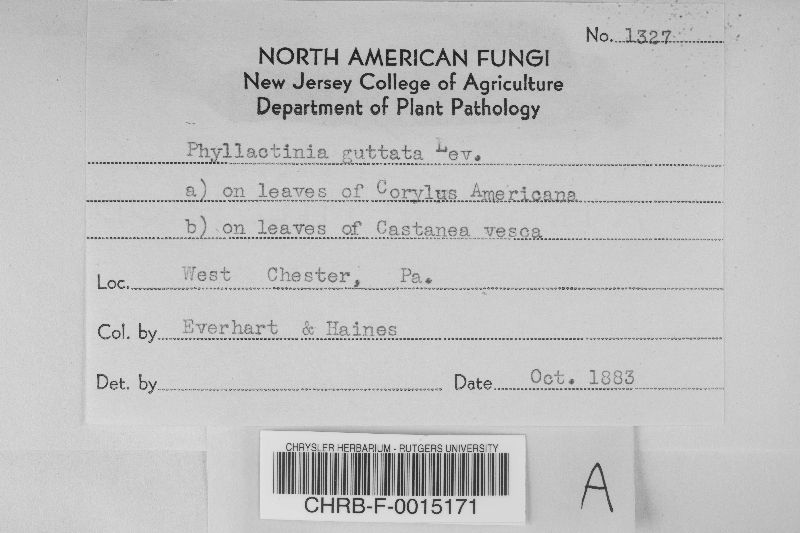 No. 1327
NORTH AMERICAN FUNGI
New Jersey College of Agriculture
Department of Plant Pathology
Phyllactinia guttata Lev.
a) on leaves of Corylus Americana
b) on leaves of Castanea vesca
Loc. West Chester, Pa.
Col. by Everhart & Haines
Det. by Date Oct. 1883
CHRYSLER HERBARIUM - RUTGERS UNIVERSITY
CHRB-F-0015171
A